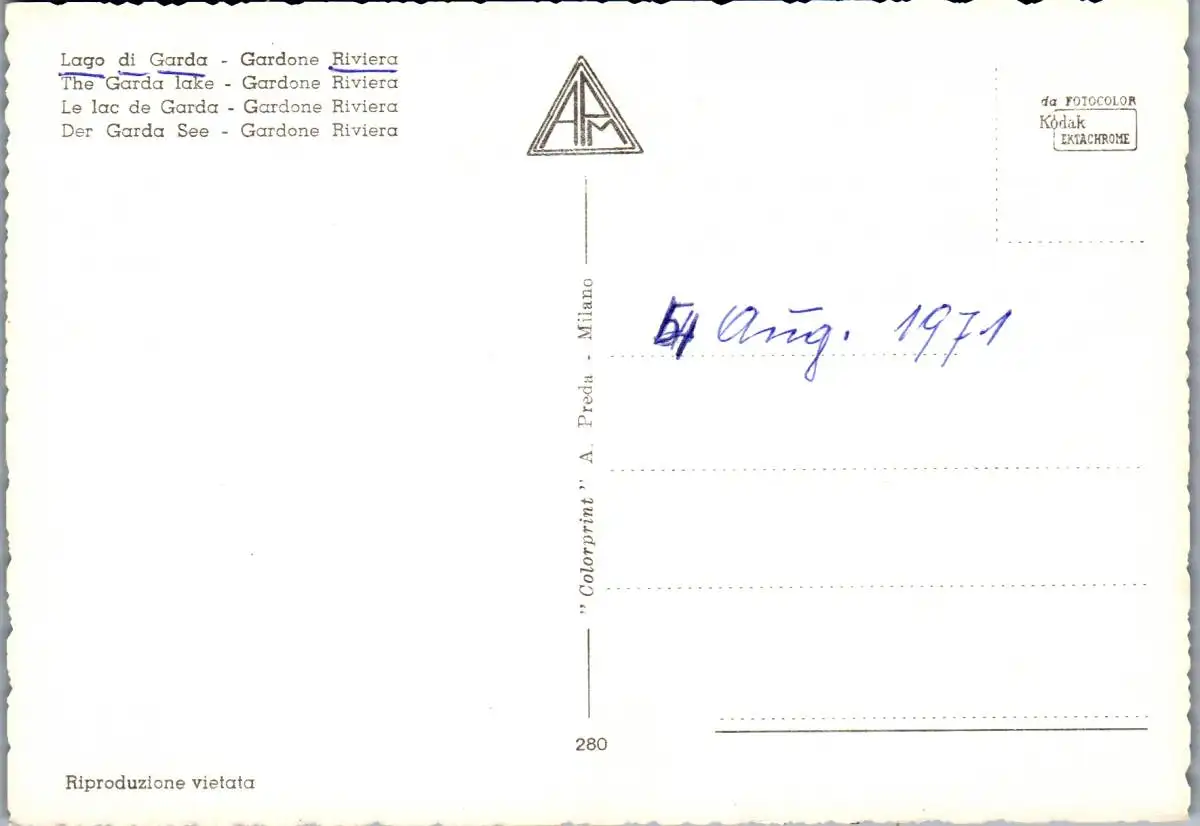 Lago di Garda - Gardone Riviera
The Garda lake - Gardone Riviera
Le lac de Garda - Gardone Riviera
Der Garda See - Gardone Riviera
APM
da FOTOCOLOR
Kodak
EKTACHROME
Aug. 1971
"Colorprint" A. Preda - Milano
280
Riproduzione vietata